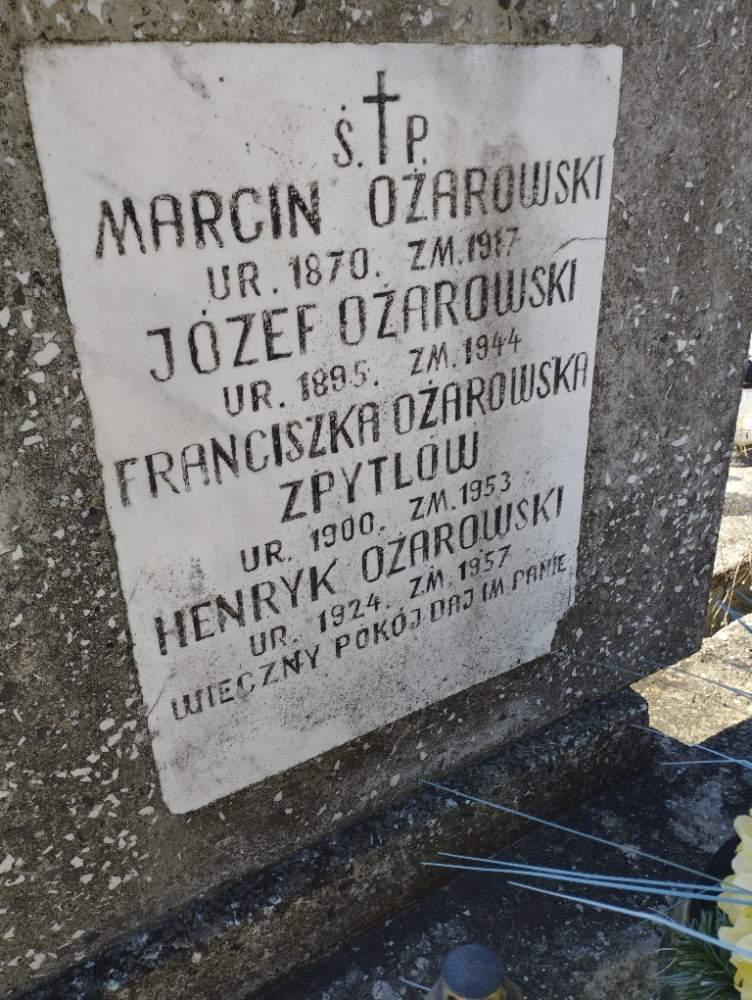 Ś. P.
MARCIN OŻAROWSKI
UR. 1870. ZM. 1917
JÓZEF OŻAROWSKI
UR. 1895. ZM. 1944
FRANCISZKA OŻAROWSKA
ZPYTLÓW
UR. 1900. ZM. 1953
HENRYK OŻAROWSKI
UR. 1924. ZM. 1957
WIECZNY POKÓJ DAJ IM PANIE